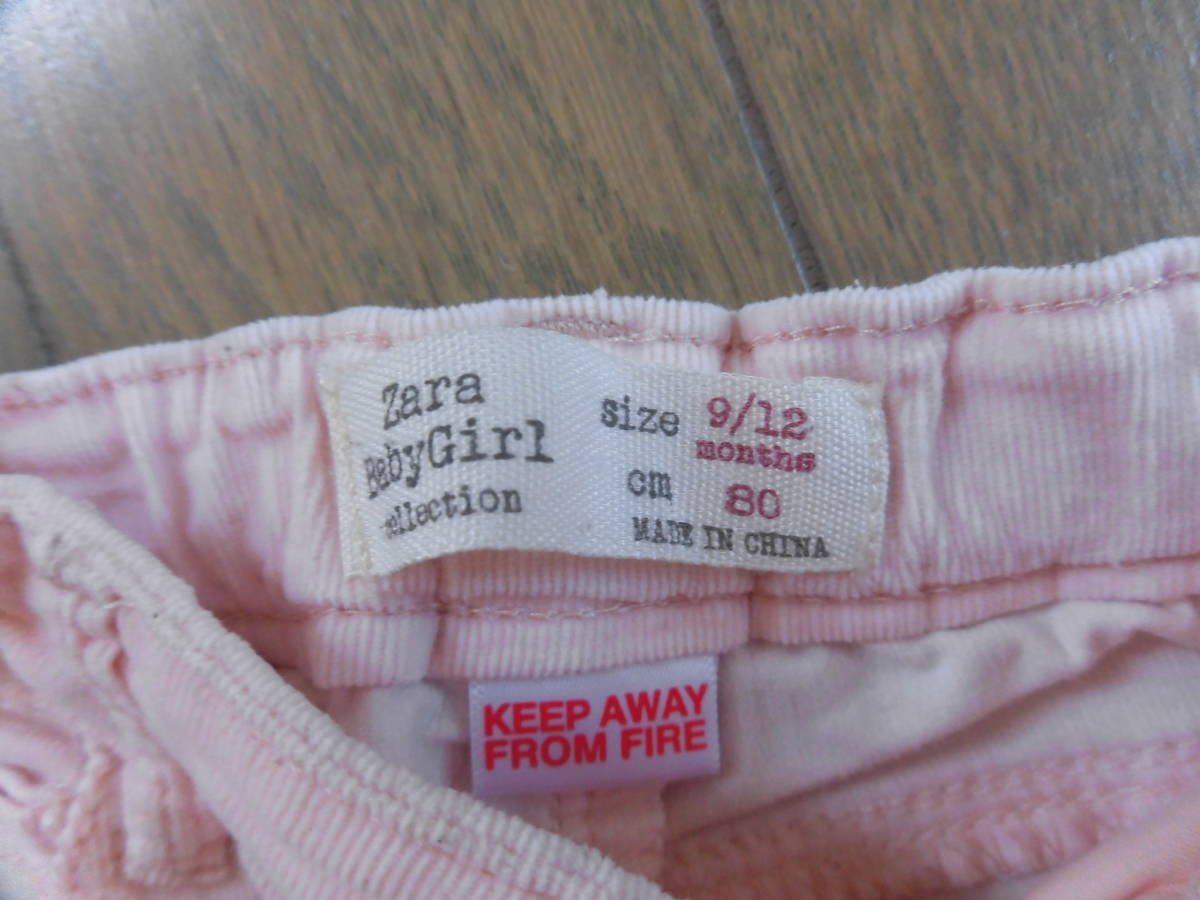 Zara
BabyGirl
collection
Size 9/12
months
cm 80
MADE IN CHINA
KEEP AWAY
FROM FIRE